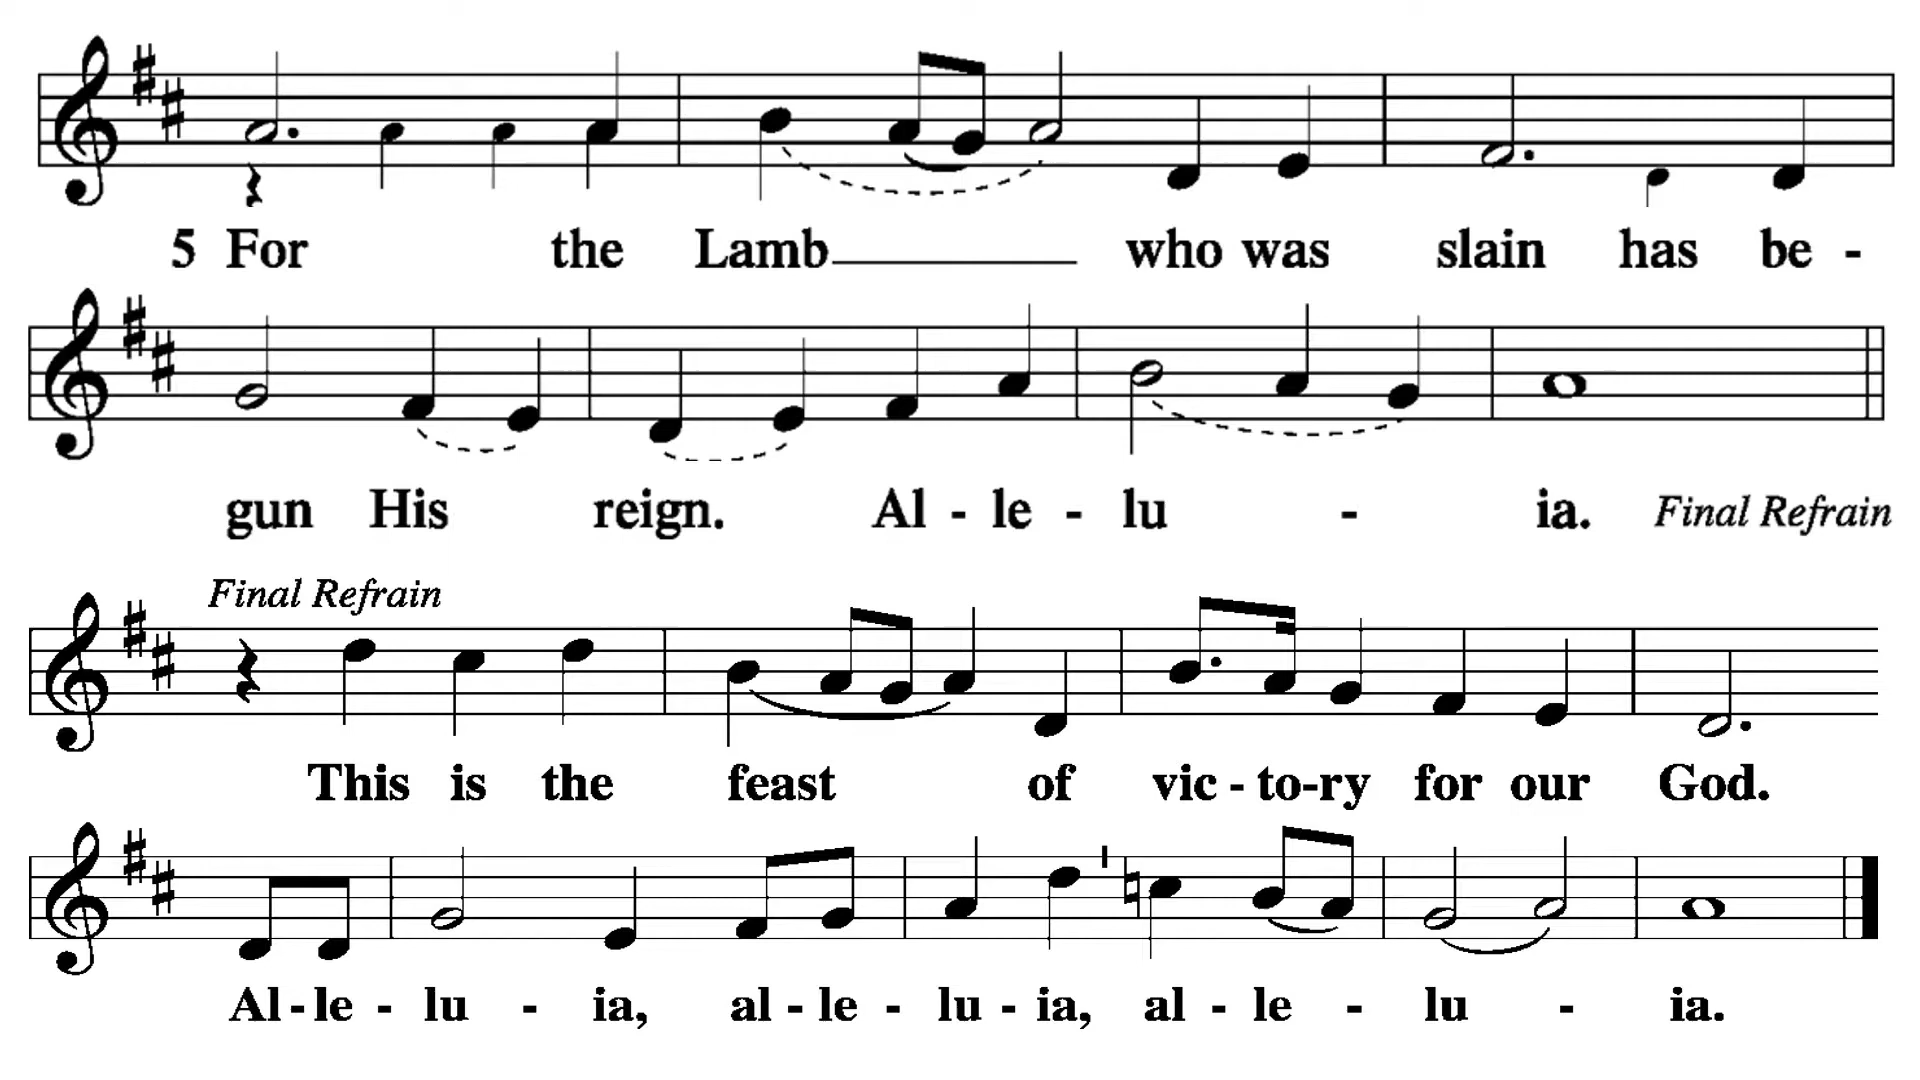 5 For the Lamb who was slain has be -
gun His reign. Al - le - lu - ia. Final Refrain
Final Refrain
This is the feast of vic - to - ry for our God.
Al - le - lu - ia, al - le - lu - ia, al - le - lu - ia.